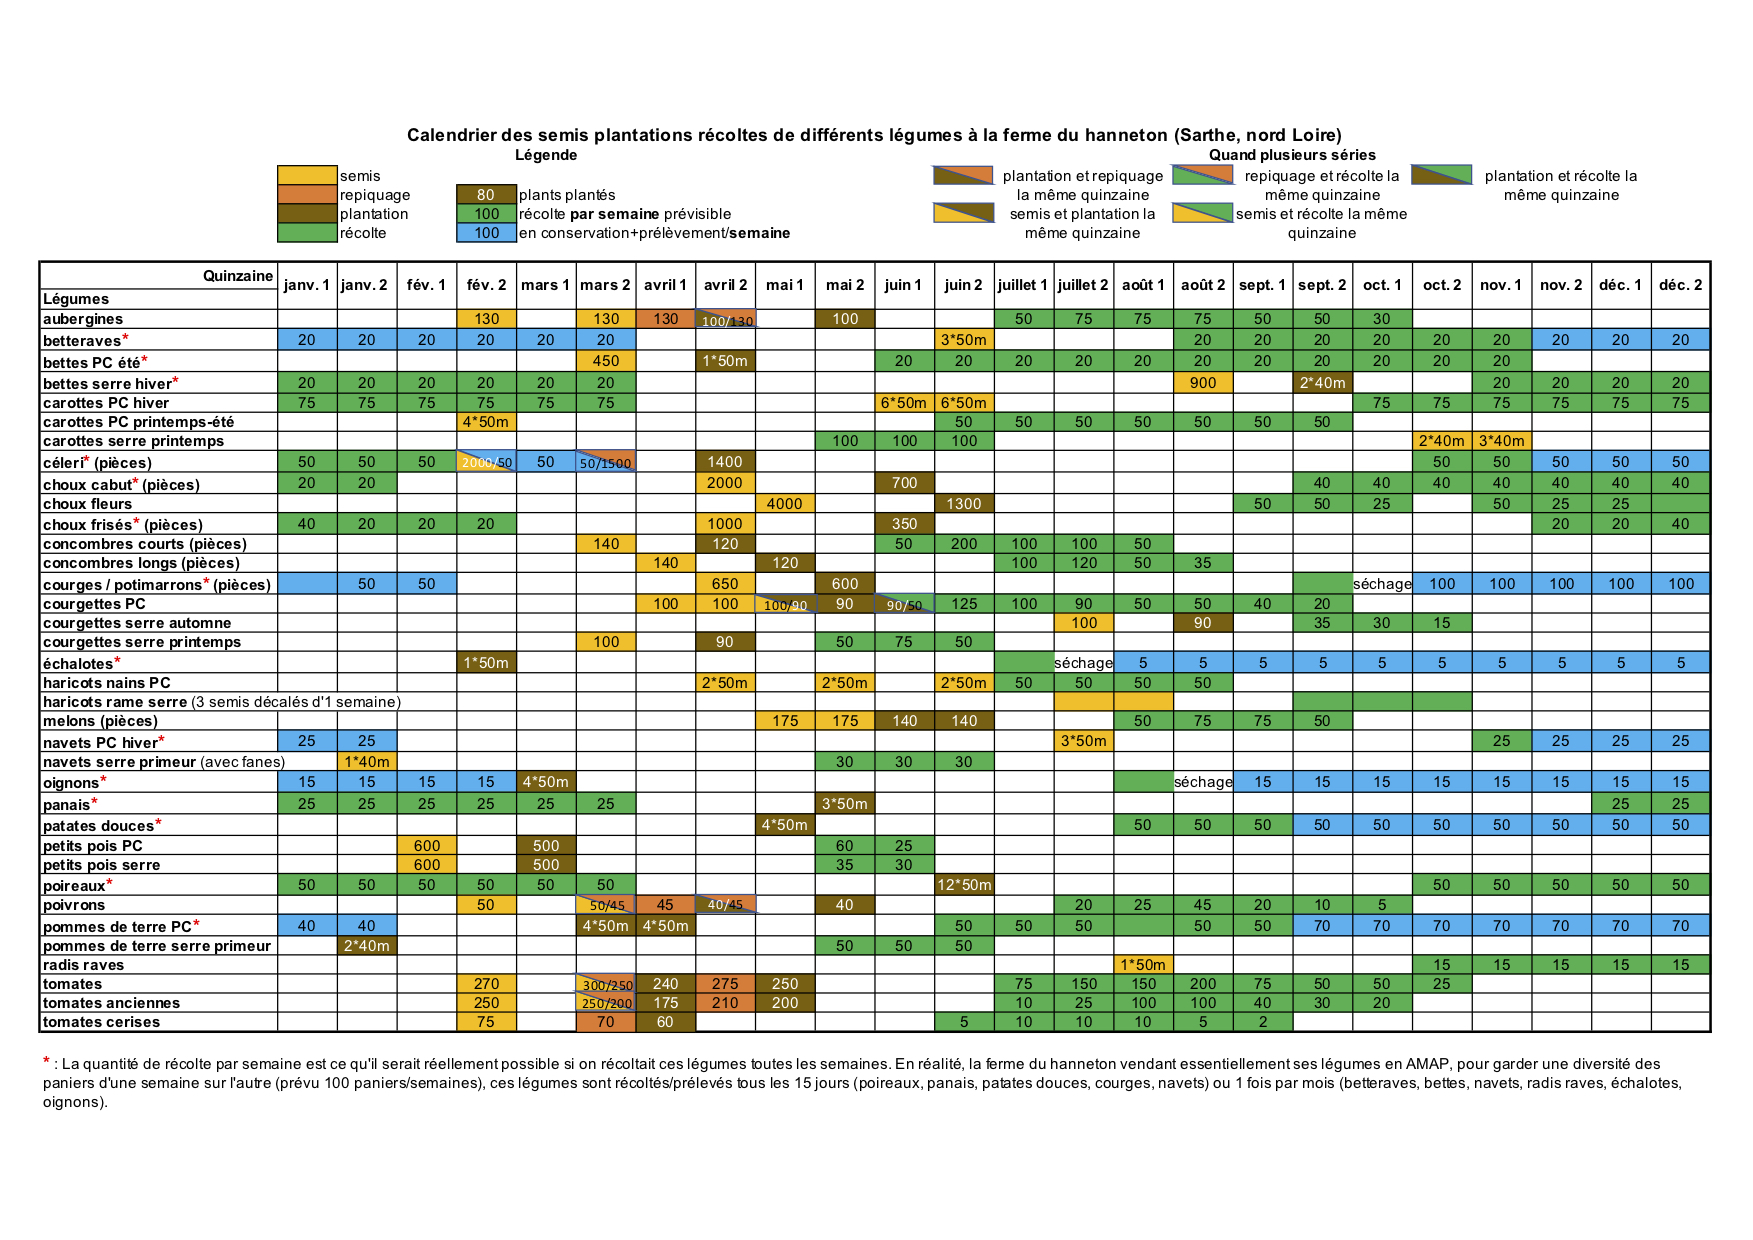 Calendrier des semis plantations récoltes de différents légumes à la ferme du hanneton (Sarthe, nord Loire)
Légende
Quand plusieurs séries
semis
plantation et repiquage la même quinzaine
repiquage et récolte la même quinzaine
plantation et récolte la même quinzaine
repiquage
80 plants plantés
plantation
100 récolte par semaine prévisible
semis et plantation la même quinzaine
semis et récolte la même quinzaine
récolte
100 en conservation+prélèvement/semaine
Quinzaine janv. 1 janv. 2 fév. 1 fév. 2 mars 1 mars 2 avril 1 avril 2 mai 1 mai 2 juin 1 juin 2 juillet 1 juillet 2 août 1 août 2 sept. 1 sept. 2 oct. 1 oct. 2 nov. 1 nov. 2 déc. 1 déc. 2
Légumes
aubergines 130 130 130 100/130 100 50 75 75 75 50 50 30
betteraves* 20 20 20 20 20 20 3*50m 20 20 20 20 20 20 20 20 20
bettes PC été* 450 1*50m 20 20 20 20 20 20 20 20 20 20 20
bettes serre hiver* 20 20 20 20 20 20 900 2*40m 20 20 20 20
carottes PC hiver 75 75 75 75 75 75 6*50m 6*50m 75 75 75 75 75 75
carottes PC printemps-été 4*50m 50 50 50 50 50 50 50
carottes serre printemps 100 100 100 2*40m 3*40m
céleri* (pièces) 50 50 50 2000/50 50 50/1500 1400 50 50 50 50 50
choux cabut* (pièces) 20 20 2000 700 40 40 40 40 40 40 40
choux fleurs 4000 1300 50 50 25 50 25 25
choux frisés* (pièces) 40 20 20 20 1000 350 20 20 40
concombres courts (pièces) 140 120 50 200 100 100 50
concombres longs (pièces) 140 120 100 120 50 35
courges / potimarrons* (pièces) 50 50 650 600 séchage 100 100 100 100 100
courgettes PC 100 100 100/90 90 90/50 125 100 90 50 50 40 20
courgettes serre automne 100 90 35 30 15
courgettes serre printemps 100 90 50 75 50
échalotes* 1*50m séchage 5 5 5 5 5 5 5 5 5 5
haricots nains PC 2*50m 2*50m 2*50m 50 50 50 50
haricots rame serre (3 semis décalés d'1 semaine)
melons (pièces) 175 175 140 140 50 75 75 50
navets PC hiver* 25 25 3*50m 25 25 25 25
navets serre primeur (avec fanes) 1*40m 30 30 30
oignons* 15 15 15 15 4*50m séchage 15 15 15 15 15 15 15 15
panais* 25 25 25 25 25 25 3*50m 25 25
patates douces* 4*50m 50 50 50 50 50 50 50 50 50 50
petits pois PC 600 500 60 25
petits pois serre 600 500 35 30
poireaux* 50 50 50 50 50 50 12*50m 50 50 50 50 50
poivrons 50 50/45 45 40/45 40 20 25 45 20 10 5
pommes de terre PC* 40 40 4*50m 4*50m 50 50 50 50 50 70 70 70 70 70 70 70
pommes de terre serre primeur 2*40m 50 50 50
radis raves 1*50m 15 15 15 15 15
tomates 270 300/250 240 275 250 75 150 150 200 75 50 50 25
tomates anciennes 250 250/200 175 210 200 10 25 100 100 40 30 20
tomates cerises 75 70 60 5 10 10 10 5 2
* : La quantité de récolte par semaine est ce qu'il serait réellement possible si on récoltait ces légumes toutes les semaines. En réalité, la ferme du hanneton vendant essentiellement ses légumes en AMAP, pour garder une diversité des
paniers d'une semaine sur l'autre (prévu 100 paniers/semaines), ces légumes sont récoltés/prélevés tous les 15 jours (poireaux, panais, patates douces, courges, navets) ou 1 fois par mois (betteraves, bettes, navets, radis raves, échalotes,
oignons).